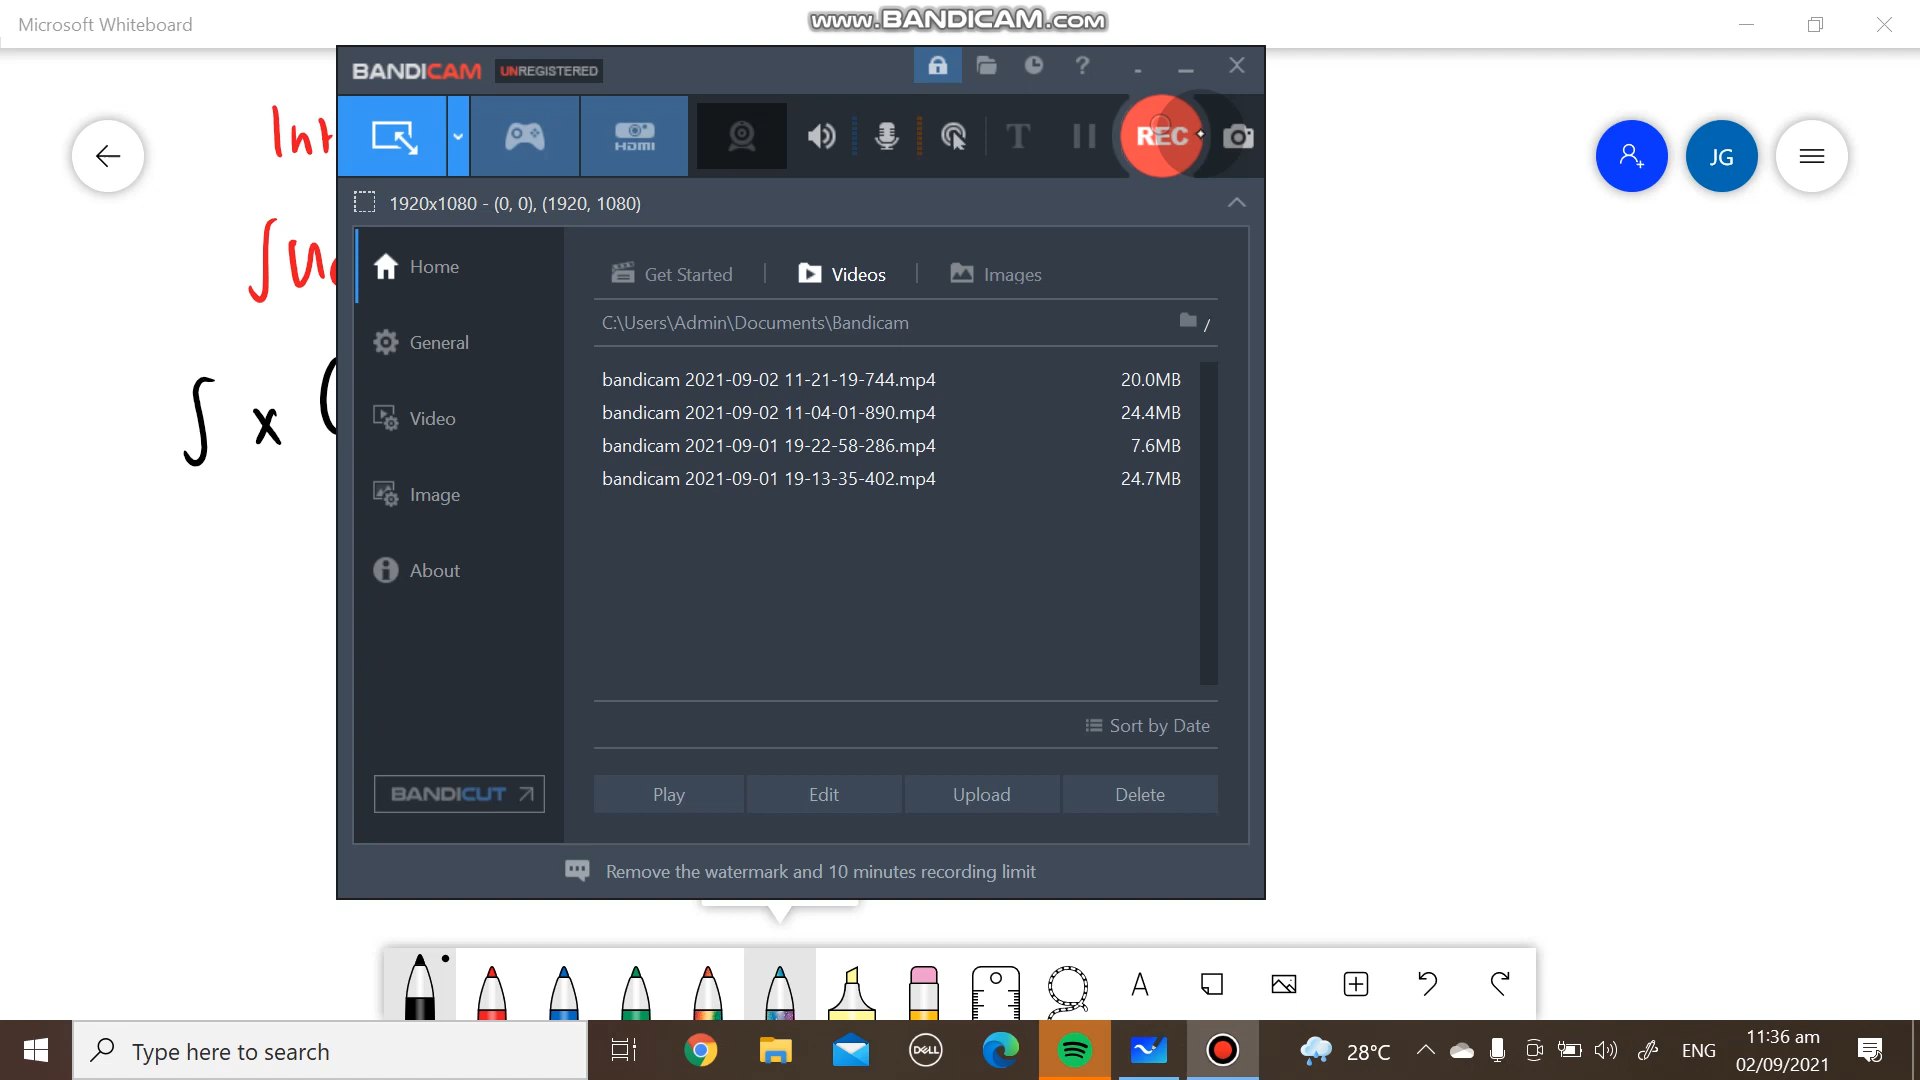 Microsoft Whiteboard
www.BANDICAM.com
BANDICAM UNREGISTERED
HDMI
T
REC
1920x1080 - (0, 0), (1920, 1080)
JG
Int
∫u
∫ x (
Home
General
Video
Image
About
BANDICUT
Get Started
Videos
Images
C:\Users\Admin\Documents\Bandicam
/
bandicam 2021-09-02 11-21-19-744.mp4 20.0MB
bandicam 2021-09-02 11-04-01-890.mp4 24.4MB
bandicam 2021-09-01 19-22-58-286.mp4 7.6MB
bandicam 2021-09-01 19-13-35-402.mp4 24.7MB
Sort by Date
Play Edit Upload Delete
Remove the watermark and 10 minutes recording limit
A
Type here to search
DELL
28°C
ENG
11:36 am
02/09/2021